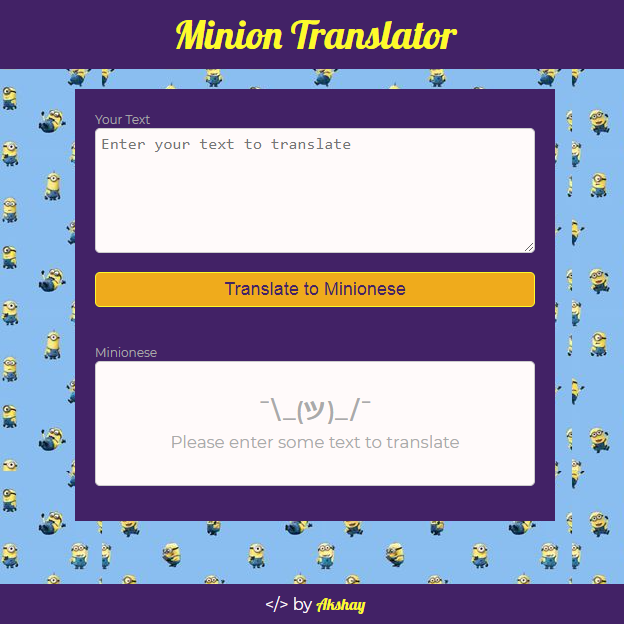 Minion Translator
Your Text
Enter your text to translate
Translate to Minionese
Minionese
¯\_(ツ)_/¯
Please enter some text to translate
</> by Akshay